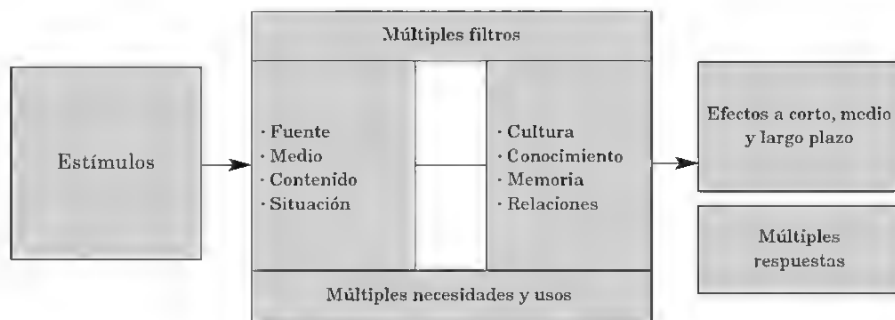 Múltiples filtros
Estímulos
· Fuente
· Medio
· Contenido
· Situación
· Cultura
· Conocimiento
· Memoria
· Relaciones
Efectos a corto, medio
y largo plazo
Múltiples
respuestas
Múltiples necesidades y usos